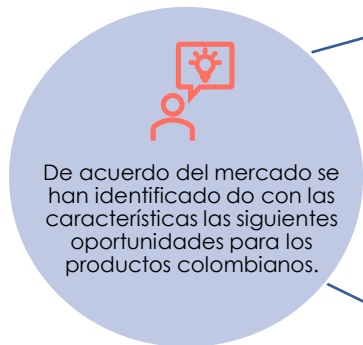 De acuerdo del mercado se
han identificado do con las
características las siguientes
oportunidades para los
productos colombianos.